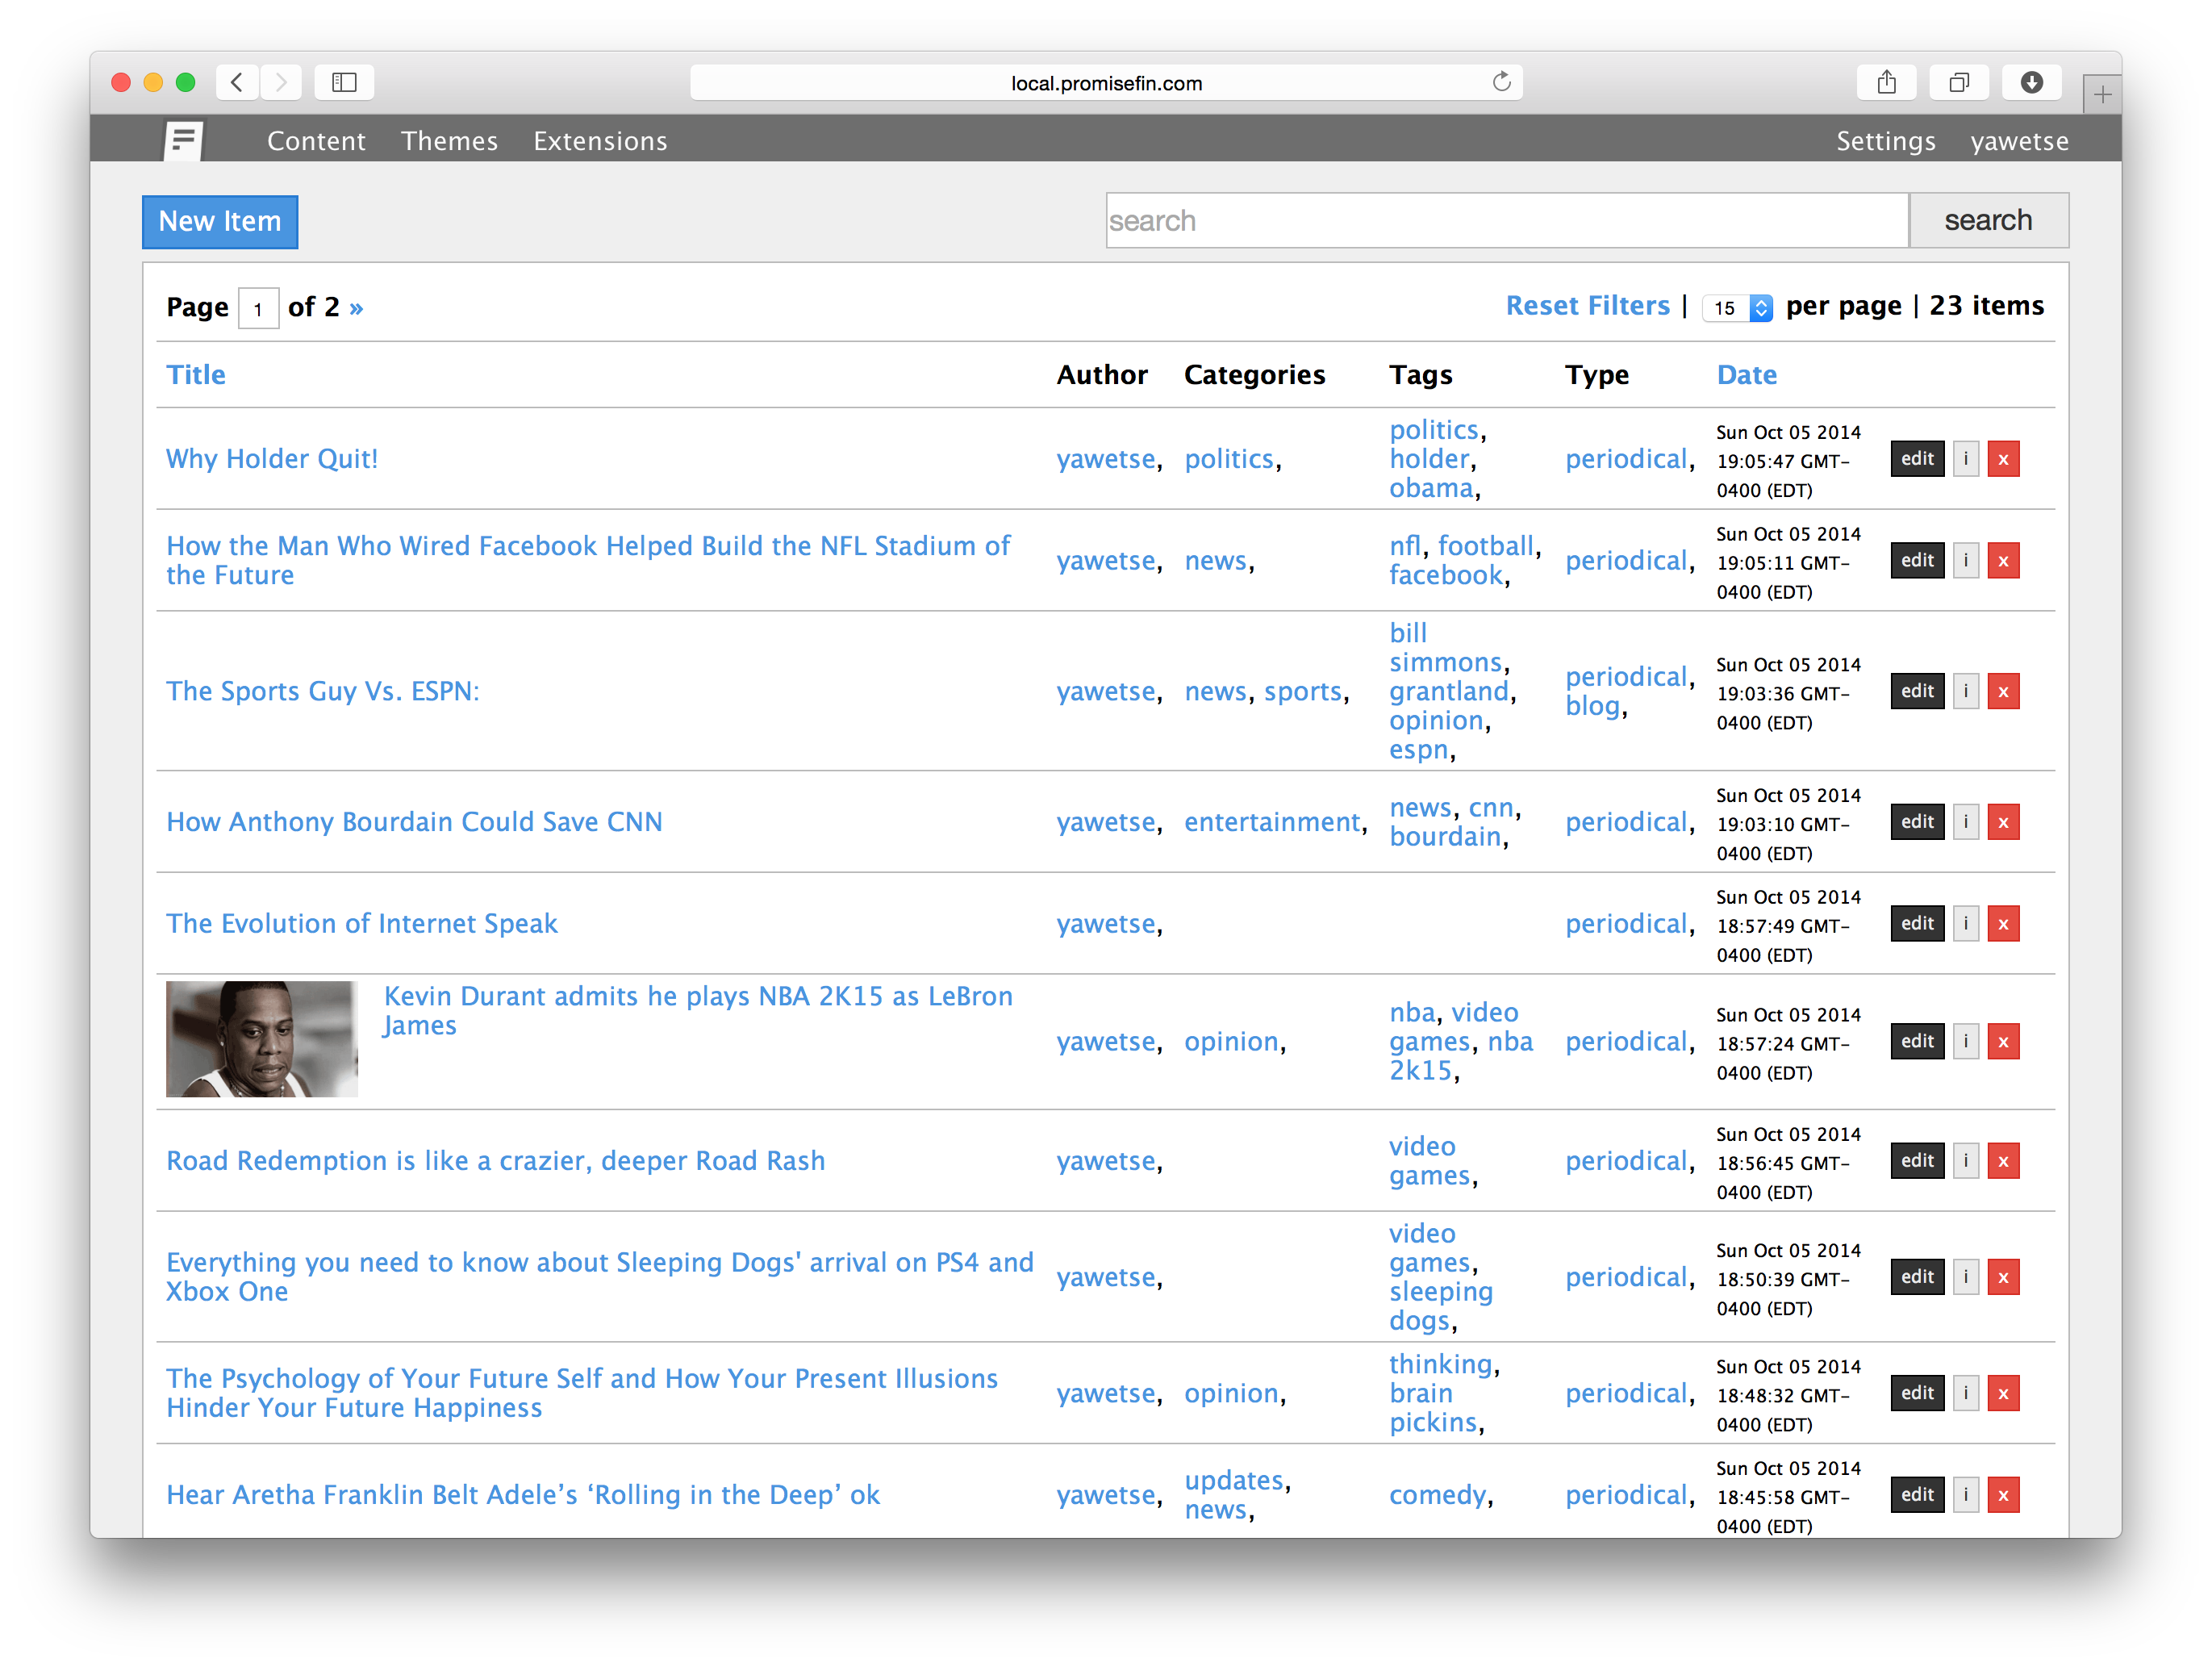 local.promisefin.com
Content Themes Extensions Settings yawetse
New Item search search
Page 1 of 2 » Reset Filters | 15 per page | 23 items
Title Author Categories Tags Type Date
Why Holder Quit! yawetse, politics, politics, holder, obama, periodical, Sun Oct 05 2014 19:05:47 GMT-0400 (EDT) edit i x
How the Man Who Wired Facebook Helped Build the NFL Stadium of the Future yawetse, news, nfl, football, facebook, periodical, Sun Oct 05 2014 19:05:11 GMT-0400 (EDT) edit i x
The Sports Guy Vs. ESPN: yawetse, news, sports, bill simmons, grantland, opinion, espn, periodical, blog, Sun Oct 05 2014 19:03:36 GMT-0400 (EDT) edit i x
How Anthony Bourdain Could Save CNN yawetse, entertainment, news, cnn, bourdain, periodical, Sun Oct 05 2014 19:03:10 GMT-0400 (EDT) edit i x
The Evolution of Internet Speak yawetse, periodical, Sun Oct 05 2014 18:57:49 GMT-0400 (EDT) edit i x
Kevin Durant admits he plays NBA 2K15 as LeBron James yawetse, opinion, nba, video games, nba 2k15, periodical, Sun Oct 05 2014 18:57:24 GMT-0400 (EDT) edit i x
Road Redemption is like a crazier, deeper Road Rash yawetse, video games, periodical, Sun Oct 05 2014 18:56:45 GMT-0400 (EDT) edit i x
Everything you need to know about Sleeping Dogs' arrival on PS4 and Xbox One yawetse, video games, sleeping dogs, periodical, Sun Oct 05 2014 18:50:39 GMT-0400 (EDT) edit i x
The Psychology of Your Future Self and How Your Present Illusions Hinder Your Future Happiness yawetse, opinion, thinking, brain pickins, periodical, Sun Oct 05 2014 18:48:32 GMT-0400 (EDT) edit i x
Hear Aretha Franklin Belt Adele’s ‘Rolling in the Deep’ ok yawetse, updates, news, comedy, periodical, Sun Oct 05 2014 18:45:58 GMT-0400 (EDT) edit i x